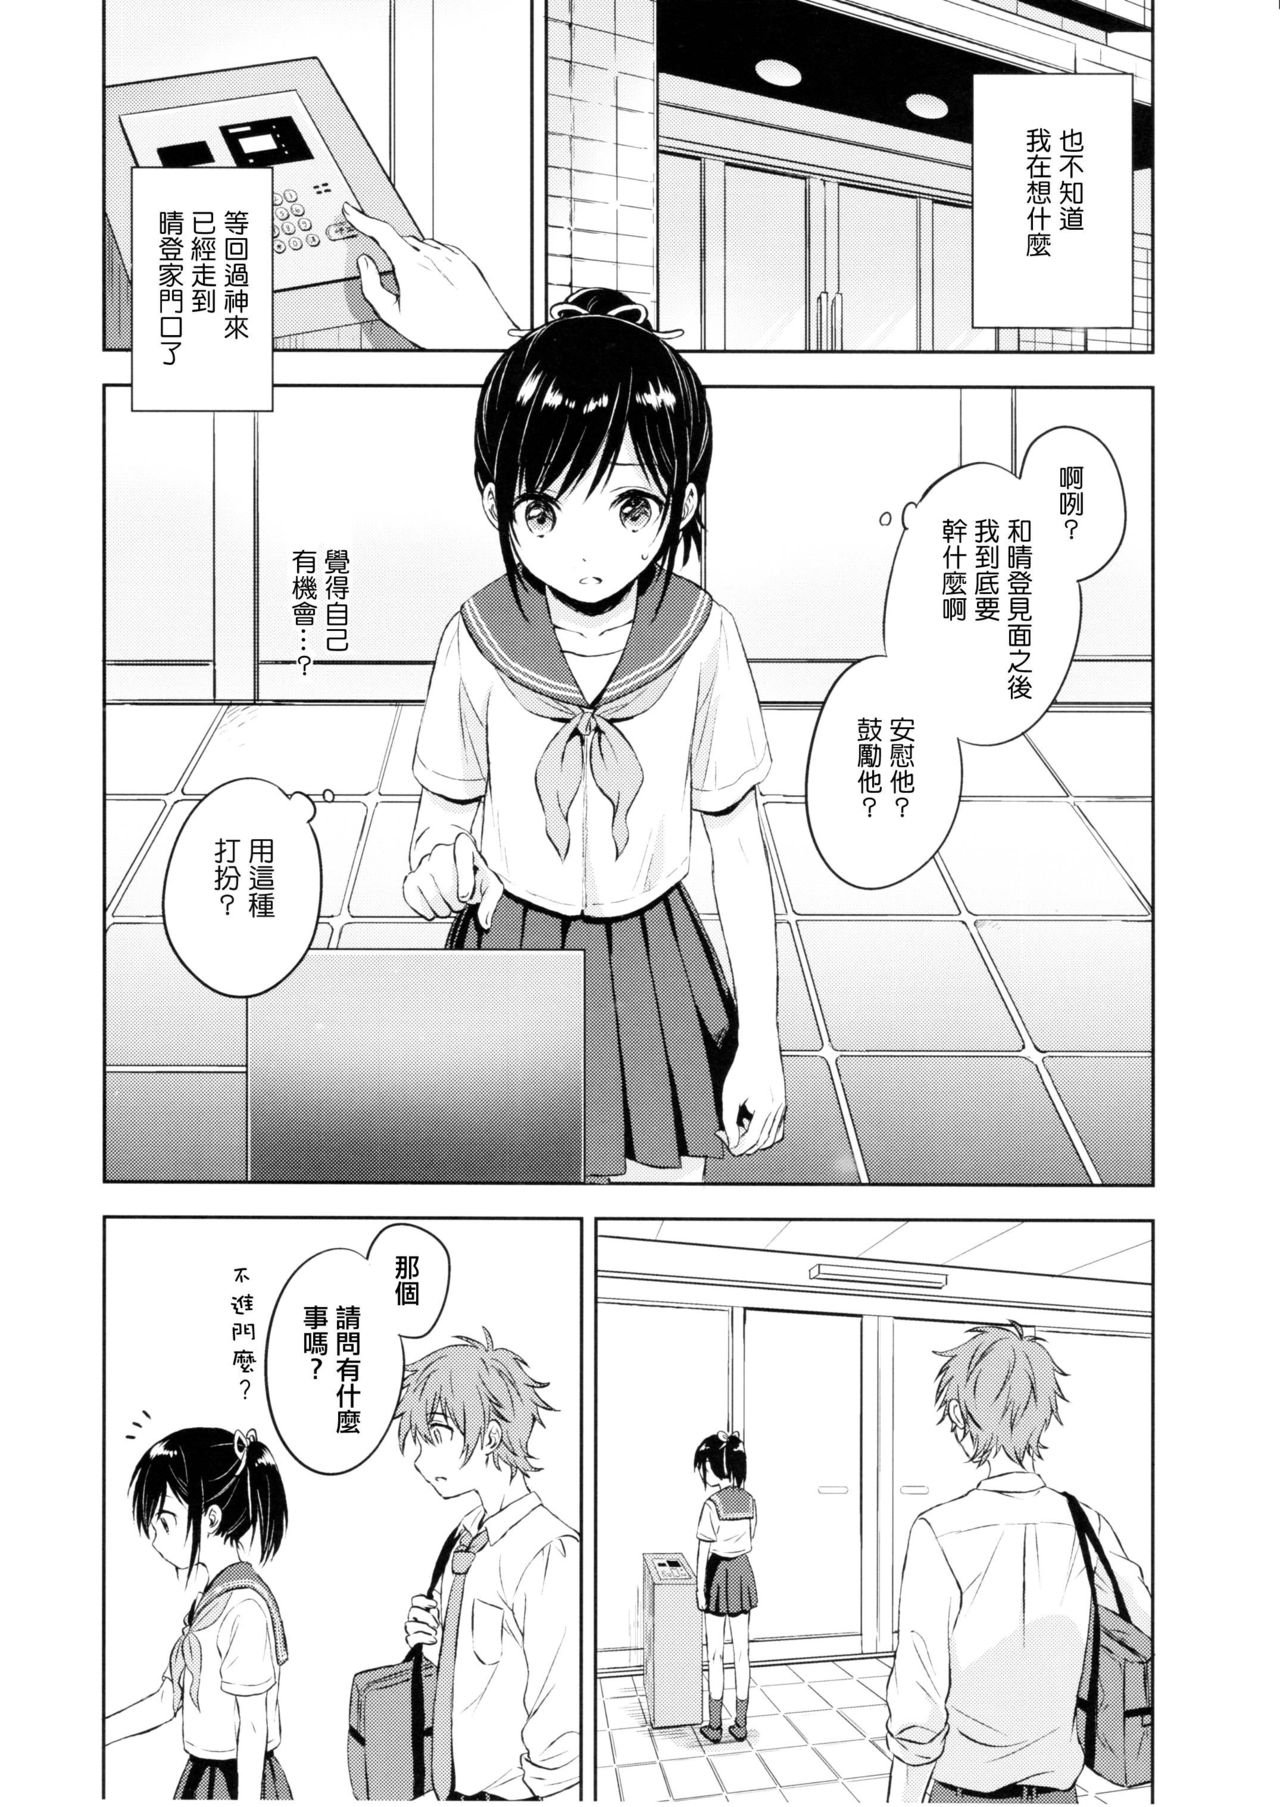 也不知道
我在想什麼
等回過神來
已經走到
晴登家門口了
啊咧？
和晴登見面之後
我到底要
幹什麼啊
安慰他？
鼓勵他？
覺得自己
有機會…？
用這種
打扮？
那個
請問有什麼
事嗎？
不進門麼？